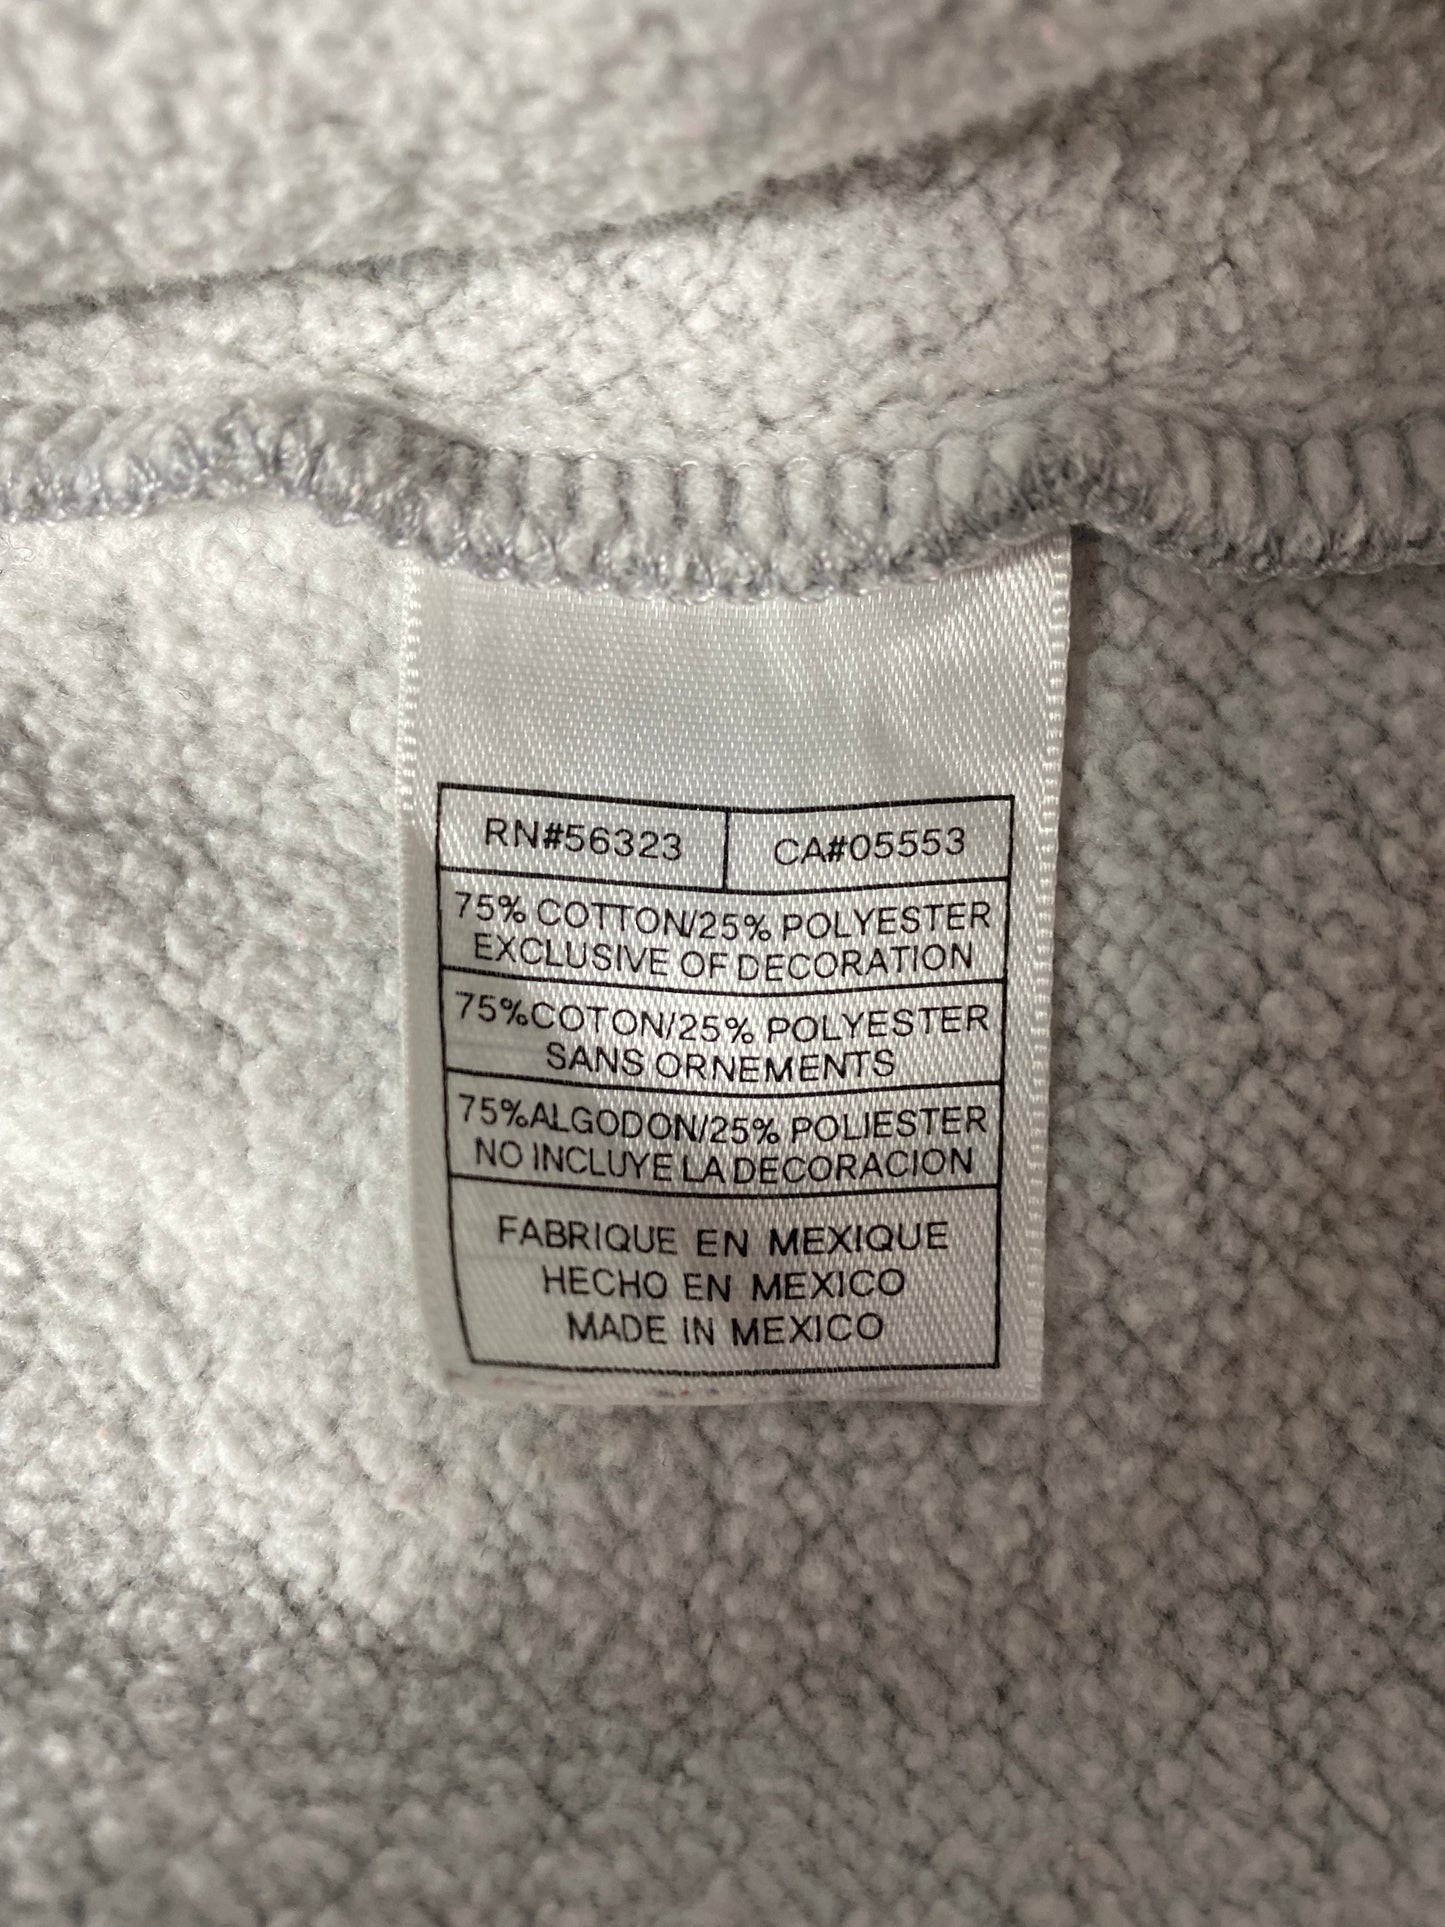 RN#56323 CA#05553
75% COTTON/25% POLYESTER
EXCLUSIVE OF DECORATION
75%COTON/25% POLYESTER
SANS ORNEMENTS
75%ALGODON/25% POLIESTER
NO INCLUYE LA DECORACION
FABRIQUE EN MEXIQUE
HECHO EN MEXICO
MADE IN MEXICO